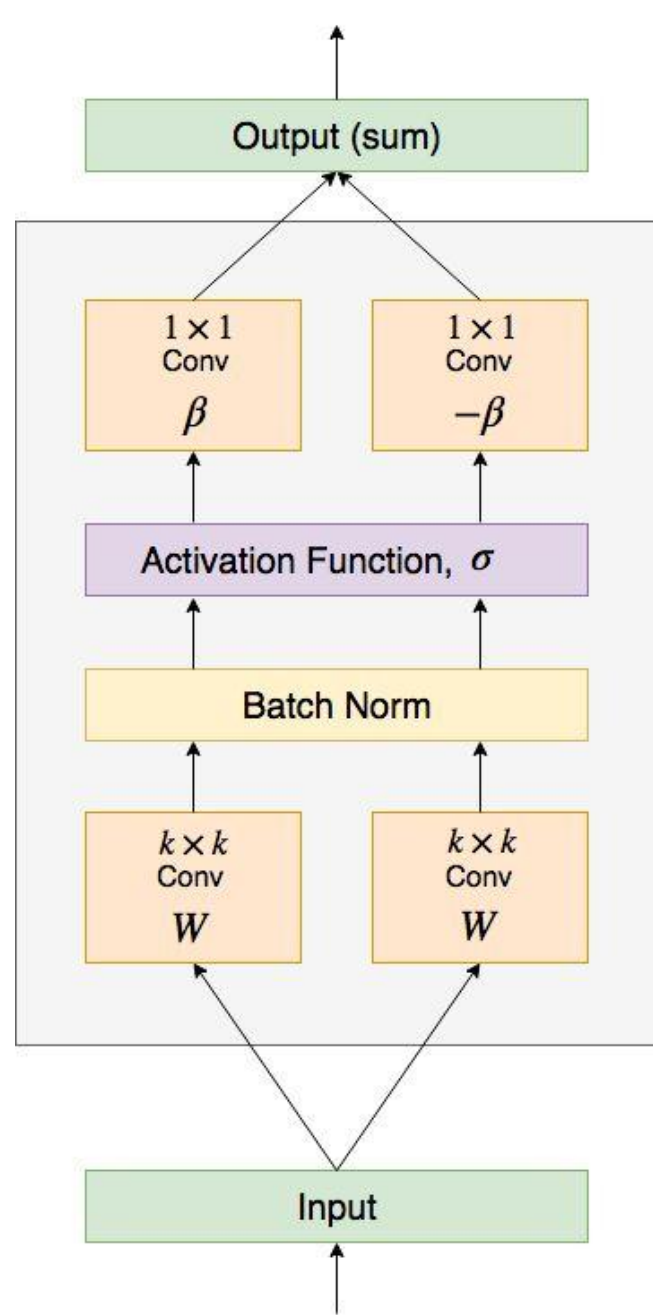 Output (sum)
1 × 1
Conv
β
1 × 1
Conv
−β
Activation Function, σ
Batch Norm
k × k
Conv
W
k × k
Conv
W
Input